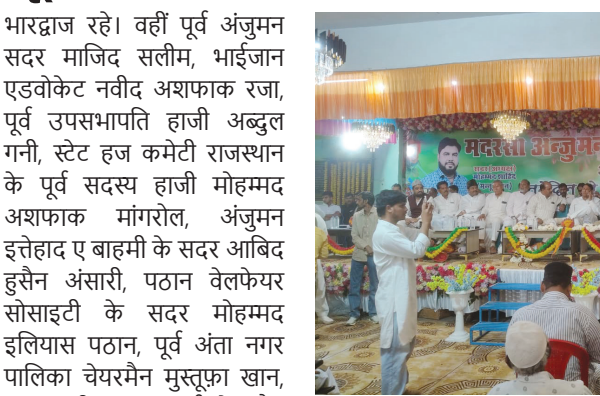 भारद्वाज रहे। वहीं पूर्व अंजुमन
सदर माजिद सलीम, भाईजान
एडवोकेट नवीद अशफाक रजा,
पूर्व उपसभापति हाजी अब्दुल
गनी, स्टेट हज कमेटी राजस्थान
के पूर्व सदस्य हाजी मोहम्मद
अशफाक मांगरोल, अंजुमन
इत्तेहाद ए बाहमी के सदर आबिद
हुसैन अंसारी, पठान वेलफेयर
सोसाइटी के सदर मोहम्मद
इलियास पठान, पूर्व अंता नगर
पालिका चेयरमैन मुस्तूफ़ा खान,
मदरसा अन्जुमन